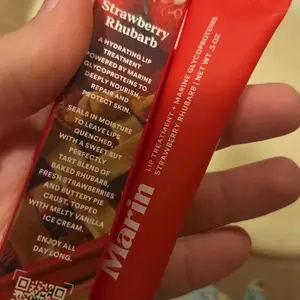 Strawberry
Rhubarb
A HYDRATING LIP
TREATMENT
POWERED BY MARINE
GLYCOPROTEINS TO
DEEPLY NOURISH,
REPAIR AND
PROTECT SKIN.
SEALS IN MOISTURE
TO LEAVE LIPS
QUENCHED,
WITH A SWEET BUT
PERFECTLY
TART BLEND OF
BAKED RHUBARB,
FRESH STRAWBERRIES
AND BUTTERY PIE
CRUST, TOPPED
WITH MELTY VANILLA
ICE CREAM.
ENJOY ALL
DAY LONG.
Marin
LIP TREATMENT + MARINE GLYCOPROTEINS
STRAWBERRY RHUBARB | NET WT .5 OZ